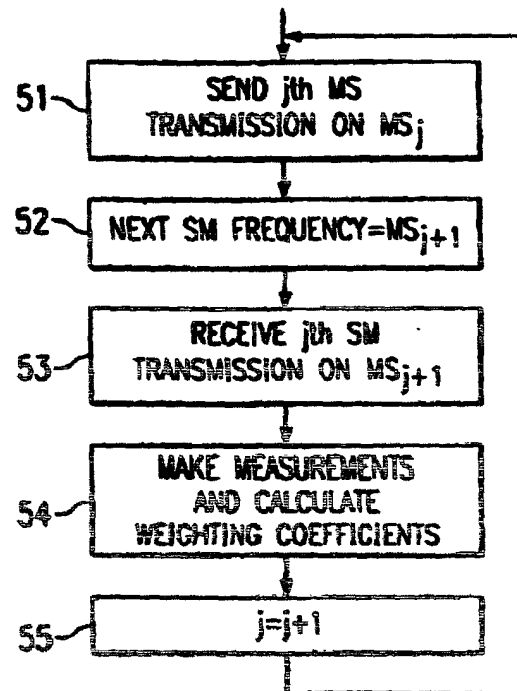 51
SEND jth MS
TRANSMISSION ON MSj
52
NEXT SM FREQUENCY=MSj+1
53
RECEIVE jth SM
TRANSMISSION ON MSj+1
54
MAKE MEASUREMENTS
AND CALCULATE
WEIGHTING COEFFICIENTS
55
j=j+1